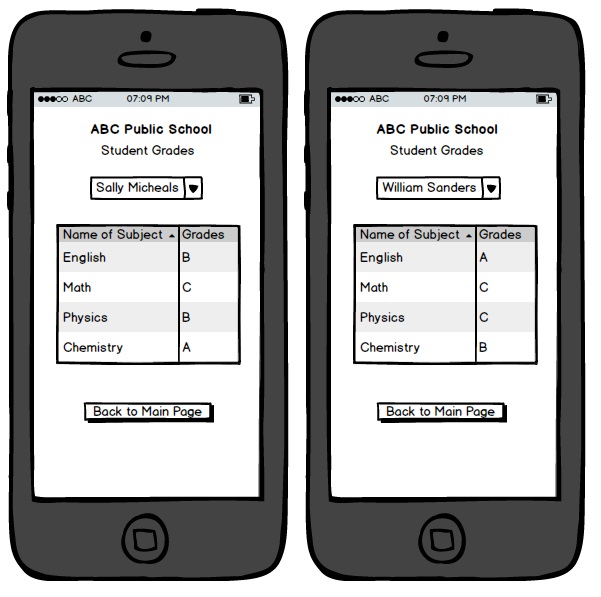 ABC 07:09 PM
ABC Public School
Student Grades
Sally Micheals
Name of Subject Grades
English B
Math C
Physics B
Chemistry A
Back to Main Page
ABC 07:09 PM
ABC Public School
Student Grades
William Sanders
Name of Subject Grades
English A
Math C
Physics C
Chemistry B
Back to Main Page